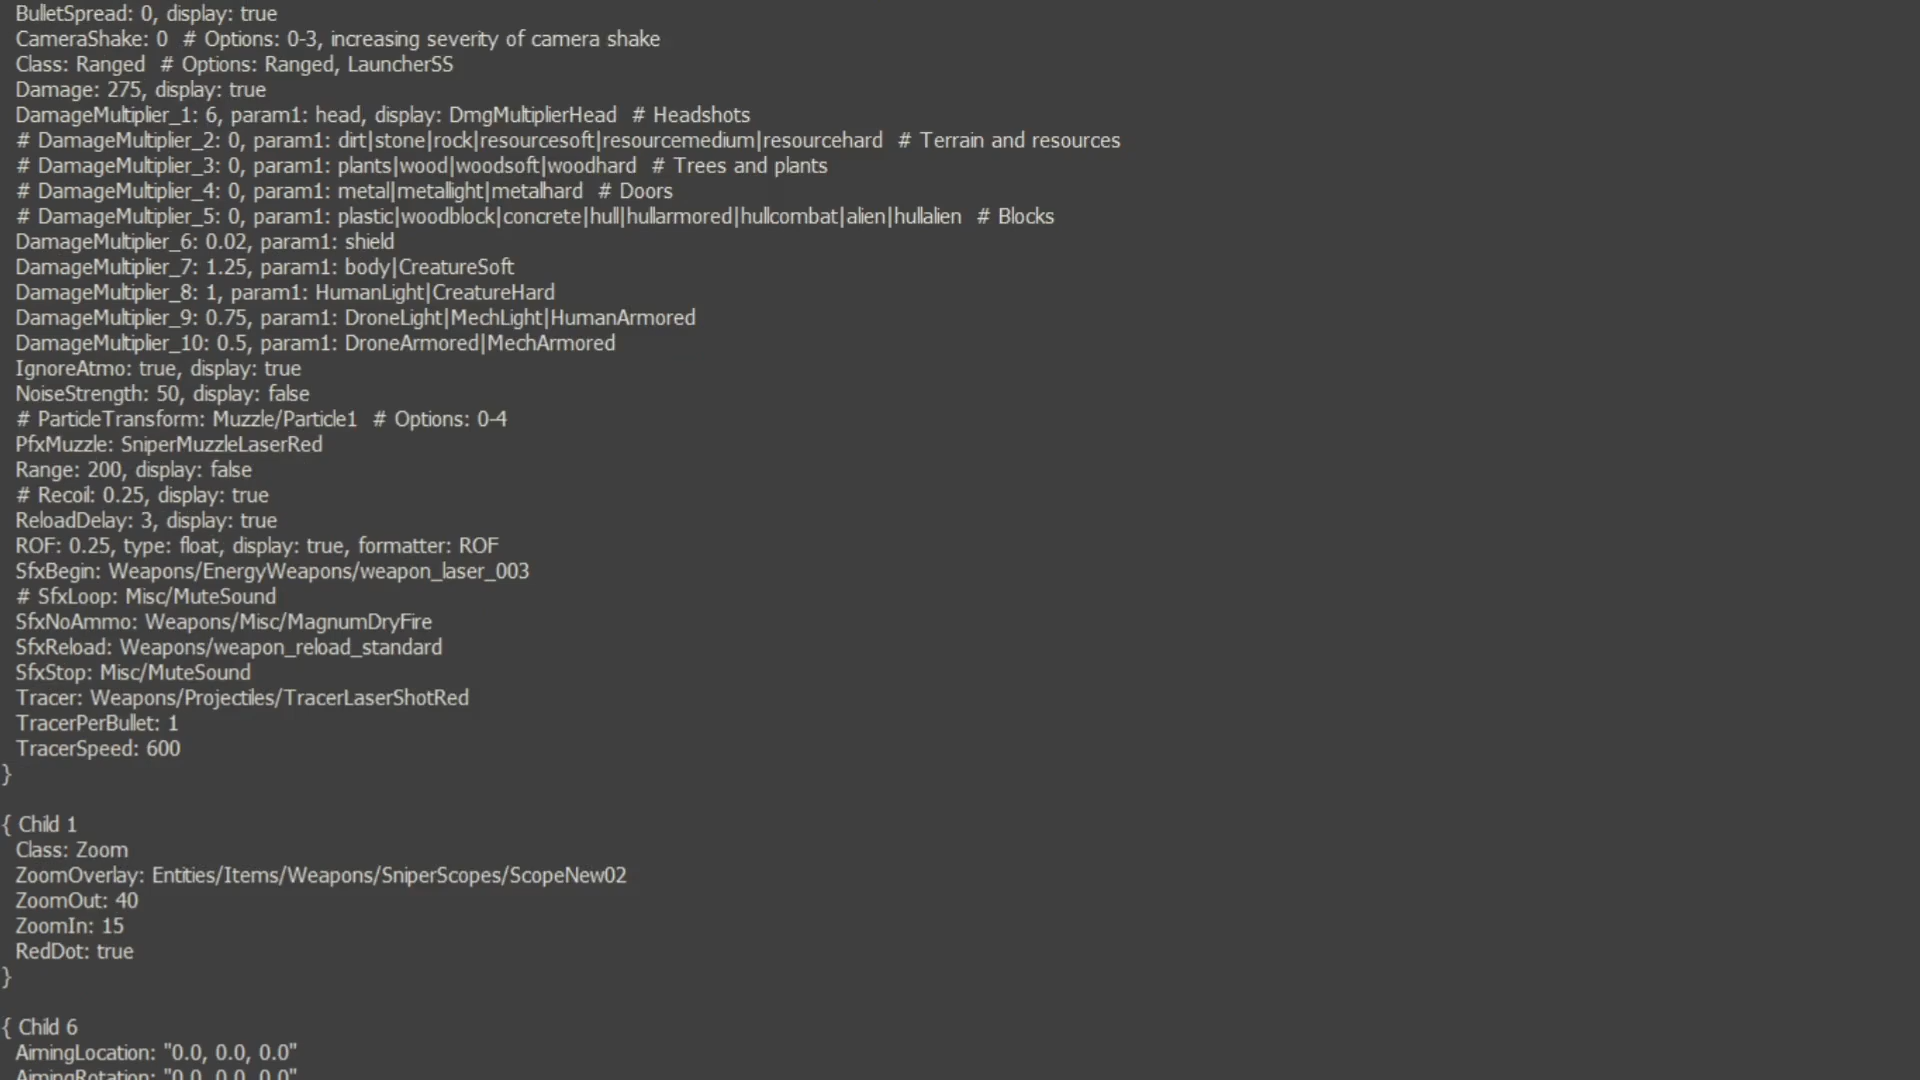 BulletSpread: 0, display: true
CameraShake: 0  # Options: 0-3, increasing severity of camera shake
Class: Ranged  # Options: Ranged, LauncherSS
Damage: 275, display: true
DamageMultiplier_1: 6, param1: head, display: DmgMultiplierHead  # Headshots
# DamageMultiplier_2: 0, param1: dirt|stone|rock|resourcesoft|resourcemedium|resourcehard  # Terrain and resources
# DamageMultiplier_3: 0, param1: plants|wood|woodsoft|woodhard  # Trees and plants
# DamageMultiplier_4: 0, param1: metal|metallight|metalhard  # Doors
# DamageMultiplier_5: 0, param1: plastic|woodblock|concrete|hull|hullarmored|hullcombat|alien|hullalien  # Blocks
DamageMultiplier_6: 0.02, param1: shield
DamageMultiplier_7: 1.25, param1: body|CreatureSoft
DamageMultiplier_8: 1, param1: HumanLight|CreatureHard
DamageMultiplier_9: 0.75, param1: DroneLight|MechLight|HumanArmored
DamageMultiplier_10: 0.5, param1: DroneArmored|MechArmored
IgnoreAtmo: true, display: true
NoiseStrength: 50, display: false
# ParticleTransform: Muzzle/Particle1  # Options: 0-4
PfxMuzzle: SniperMuzzleLaserRed
Range: 200, display: false
# Recoil: 0.25, display: true
ReloadDelay: 3, display: true
ROF: 0.25, type: float, display: true, formatter: ROF
SfxBegin: Weapons/EnergyWeapons/weapon_laser_003
# SfxLoop: Misc/MuteSound
SfxNoAmmo: Weapons/Misc/MagnumDryFire
SfxReload: Weapons/weapon_reload_standard
SfxStop: Misc/MuteSound
Tracer: Weapons/Projectiles/TracerLaserShotRed
TracerPerBullet: 1
TracerSpeed: 600
}
{ Child 1
Class: Zoom
ZoomOverlay: Entities/Items/Weapons/SniperScopes/ScopeNew02
ZoomOut: 40
ZoomIn: 15
RedDot: true
}
{ Child 6
AimingLocation: "0.0, 0.0, 0.0"
AimingRotation: "0.0, 0.0, 0.0"